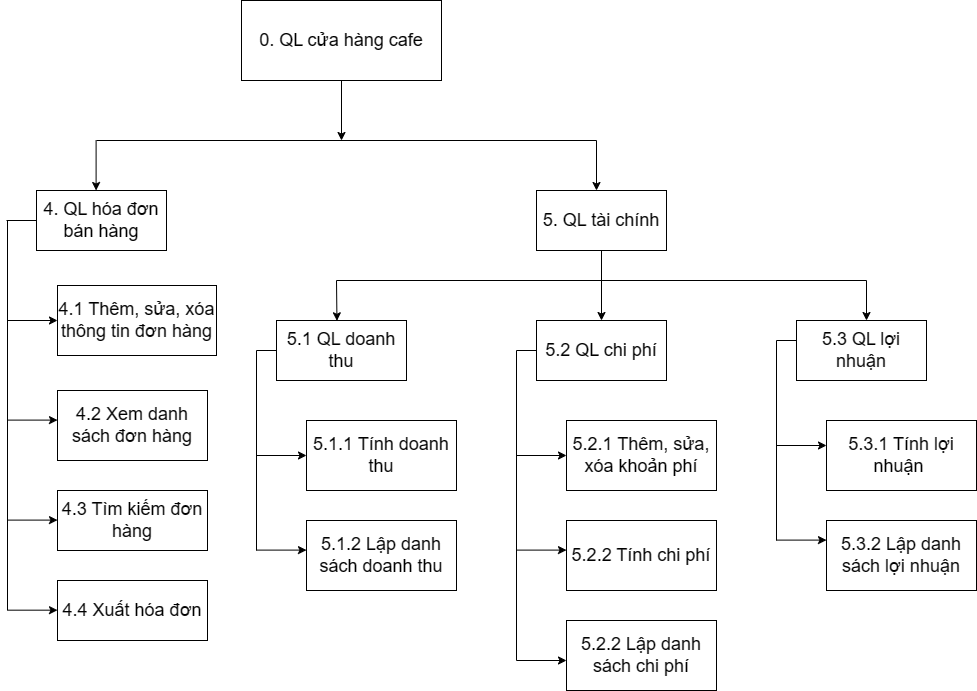 0. QL cửa hàng cafe
4. QL hóa đơn
bán hàng
5. QL tài chính
4.1 Thêm, sửa, xóa
thông tin đơn hàng
4.2 Xem danh
sách đơn hàng
4.3 Tìm kiếm đơn
hàng
4.4 Xuất hóa đơn
5.1 QL doanh
thu
5.1.1 Tính doanh
thu
5.1.2 Lập danh
sách doanh thu
5.2 QL chi phí
5.2.1 Thêm, sửa,
xóa khoản phí
5.2.2 Tính chi phí
5.2.2 Lập danh
sách chi phí
5.3 QL lợi
nhuận
5.3.1 Tính lợi
nhuận
5.3.2 Lập danh
sách lợi nhuận